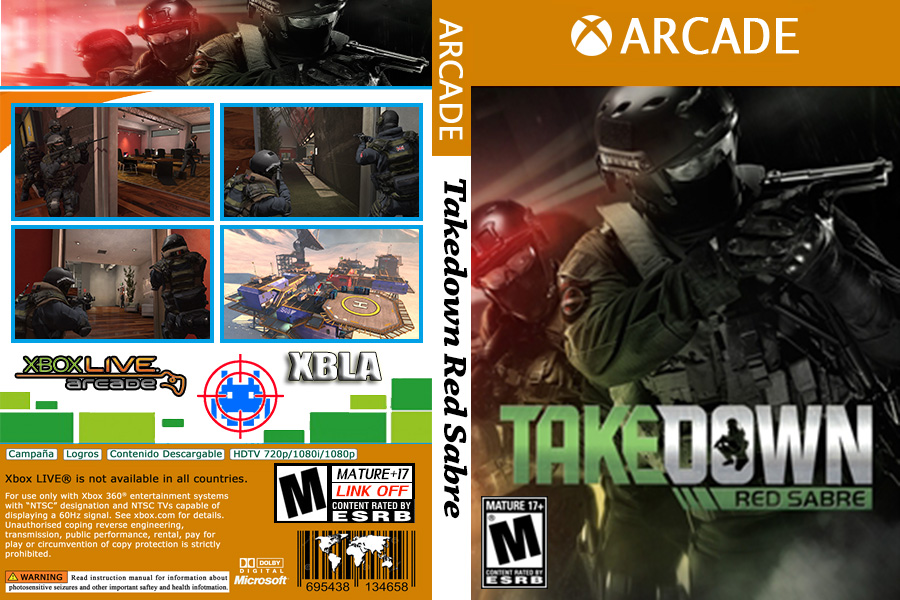 XBOX LIVE.
arcade
XBLA
Campaña Logros Contenido Descargable HDTV 720p/1080i/1080p
Xbox LIVE® is not available in all countries.
For use only with Xbox 360® entertainment systems
with "NTSC" designation and NTSC TVs capable of
displaying a 60Hz signal. See xbox.com for details.
Unauthorised coping reverse engineering,
transmission, public performance, rental, pay for
play or circumvention of copy protection is strictly
prohibited.
WARNING Read instruction manual for information about
photosensitive seizures and other important saftey and health infotmation.
M
MATURE+17
LINK OFF
CONTENT RATED BY
ESRB
DOLBY
DIGITAL
Microsoft
695438 134658
ARCADE
Takedown Red Sabre
ARCADE
TAKEDOWN
RED SABRE
MATURE 17+
M
CONTENT RATED BY
ESRB